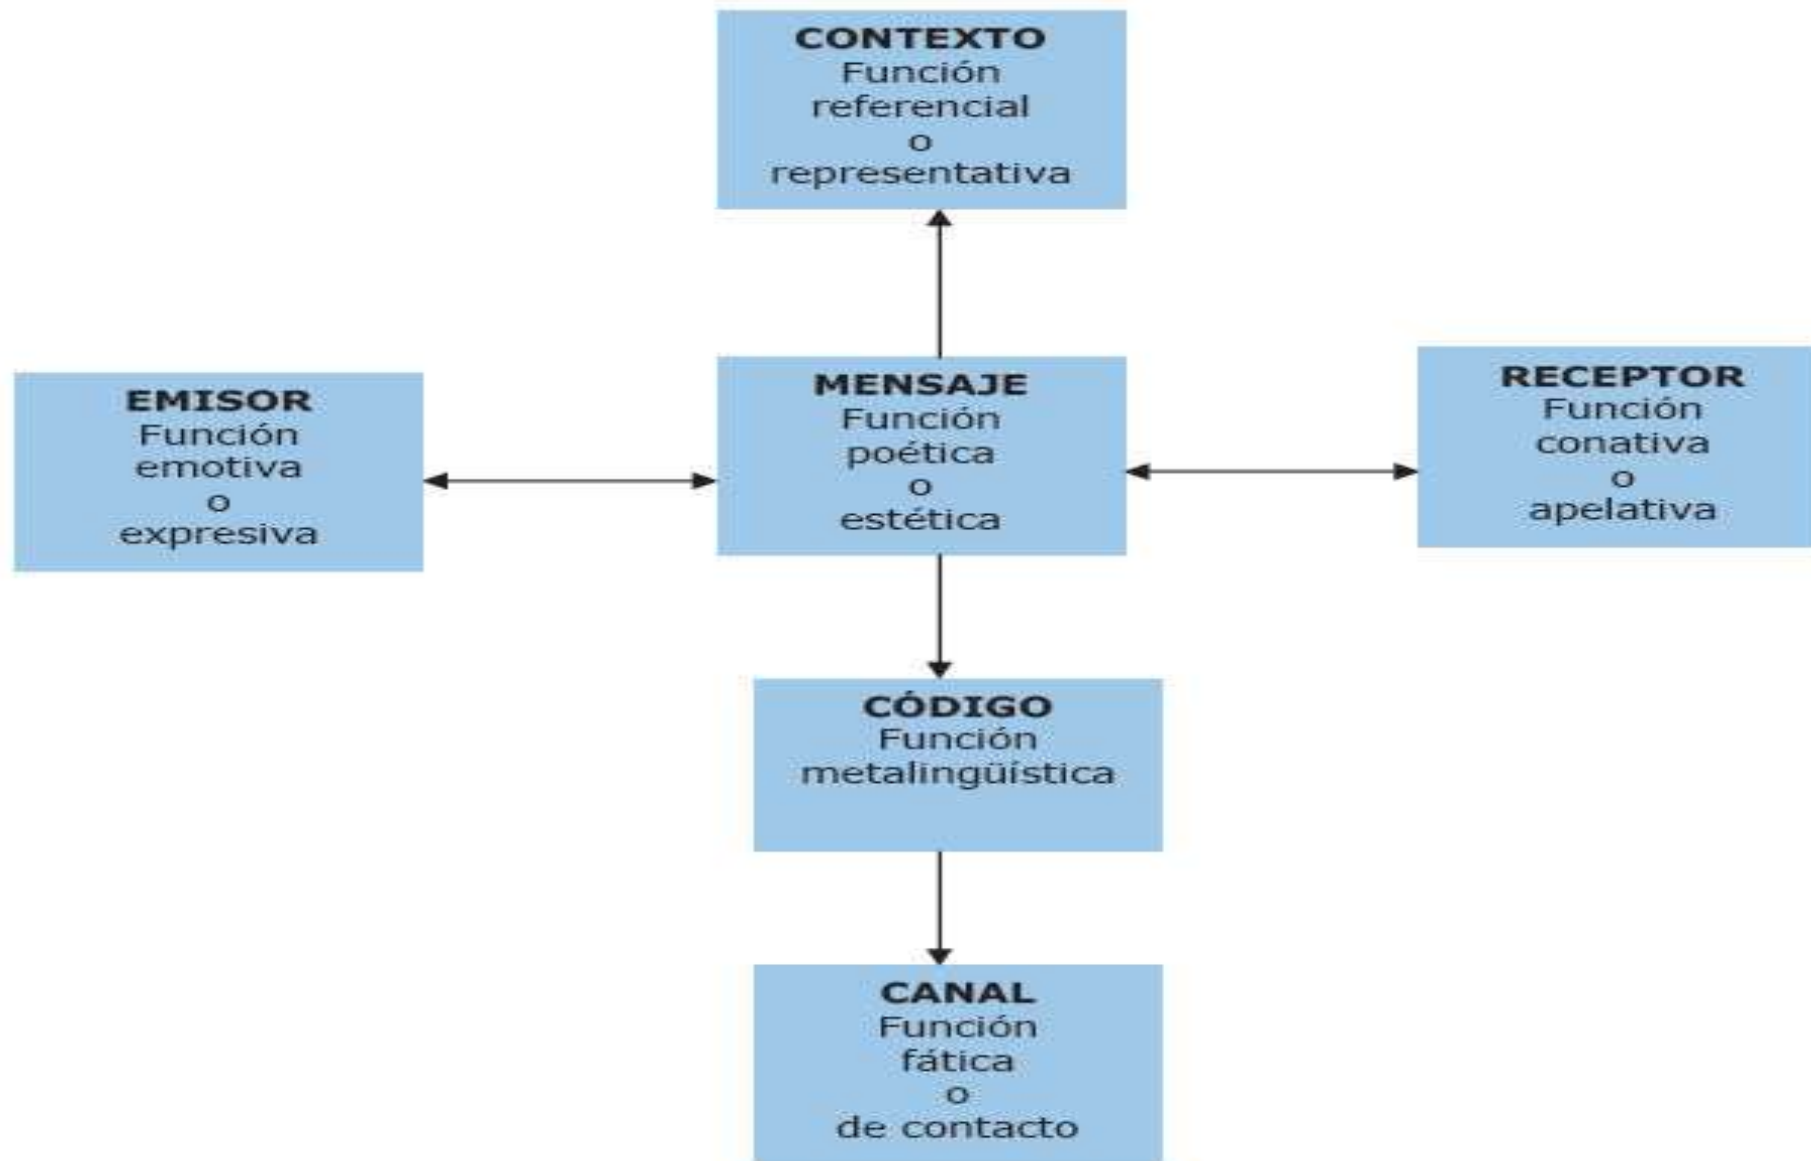 CONTEXTO
Función
referencial
o
representativa
EMISOR
Función
emotiva
o
expresiva
MENSAJE
Función
poética
o
estética
RECEPTOR
Función
conativa
o
apelativa
CÓDIGO
Función
metalingüística
CANAL
Función
fática
o
de contacto